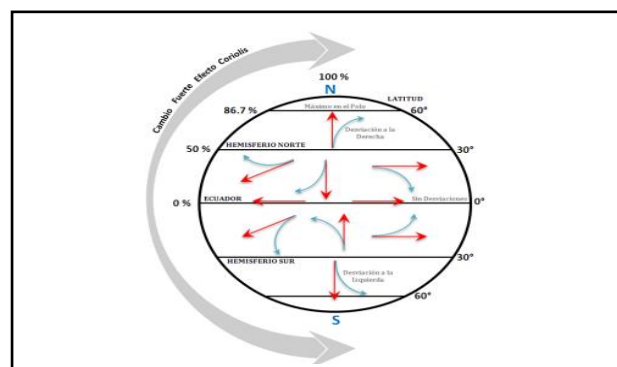 Cambio Fuerte Efecto Coriolis
100 %
N
LATITUD
86.7 %
Máximo en el Polo
60°
Desviación a la
Derecha
50 %
HEMISFERIO NORTE
30°
0 %
ECUADOR
Sin Desviaciones
0°
HEMISFERIO SUR
30°
Desviación a la
Izquierda
60°
S